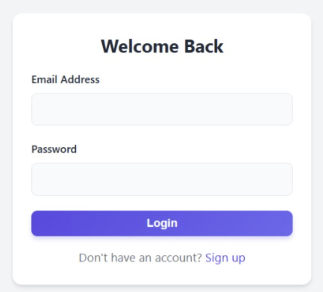 Welcome Back
Email Address
Password
Login
Don't have an account? Sign up